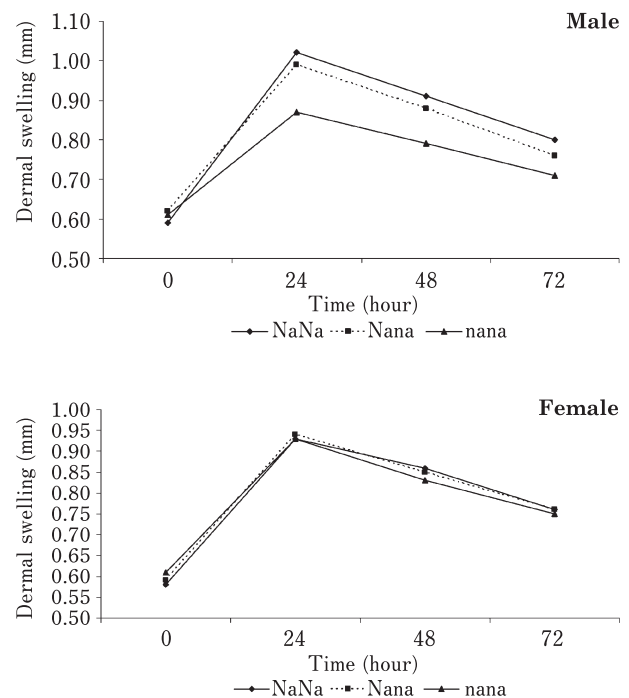 Male
Dermal swelling (mm)
1.10
1.00
0.90
0.80
0.70
0.60
0.50
0 24 48 72
Time (hour)
NaNa Nana nana
Female
Dermal swelling (mm)
1.00
0.95
0.90
0.85
0.80
0.75
0.70
0.65
0.60
0.55
0.50
0 24 48 72
Time (hour)
NaNa Nana nana